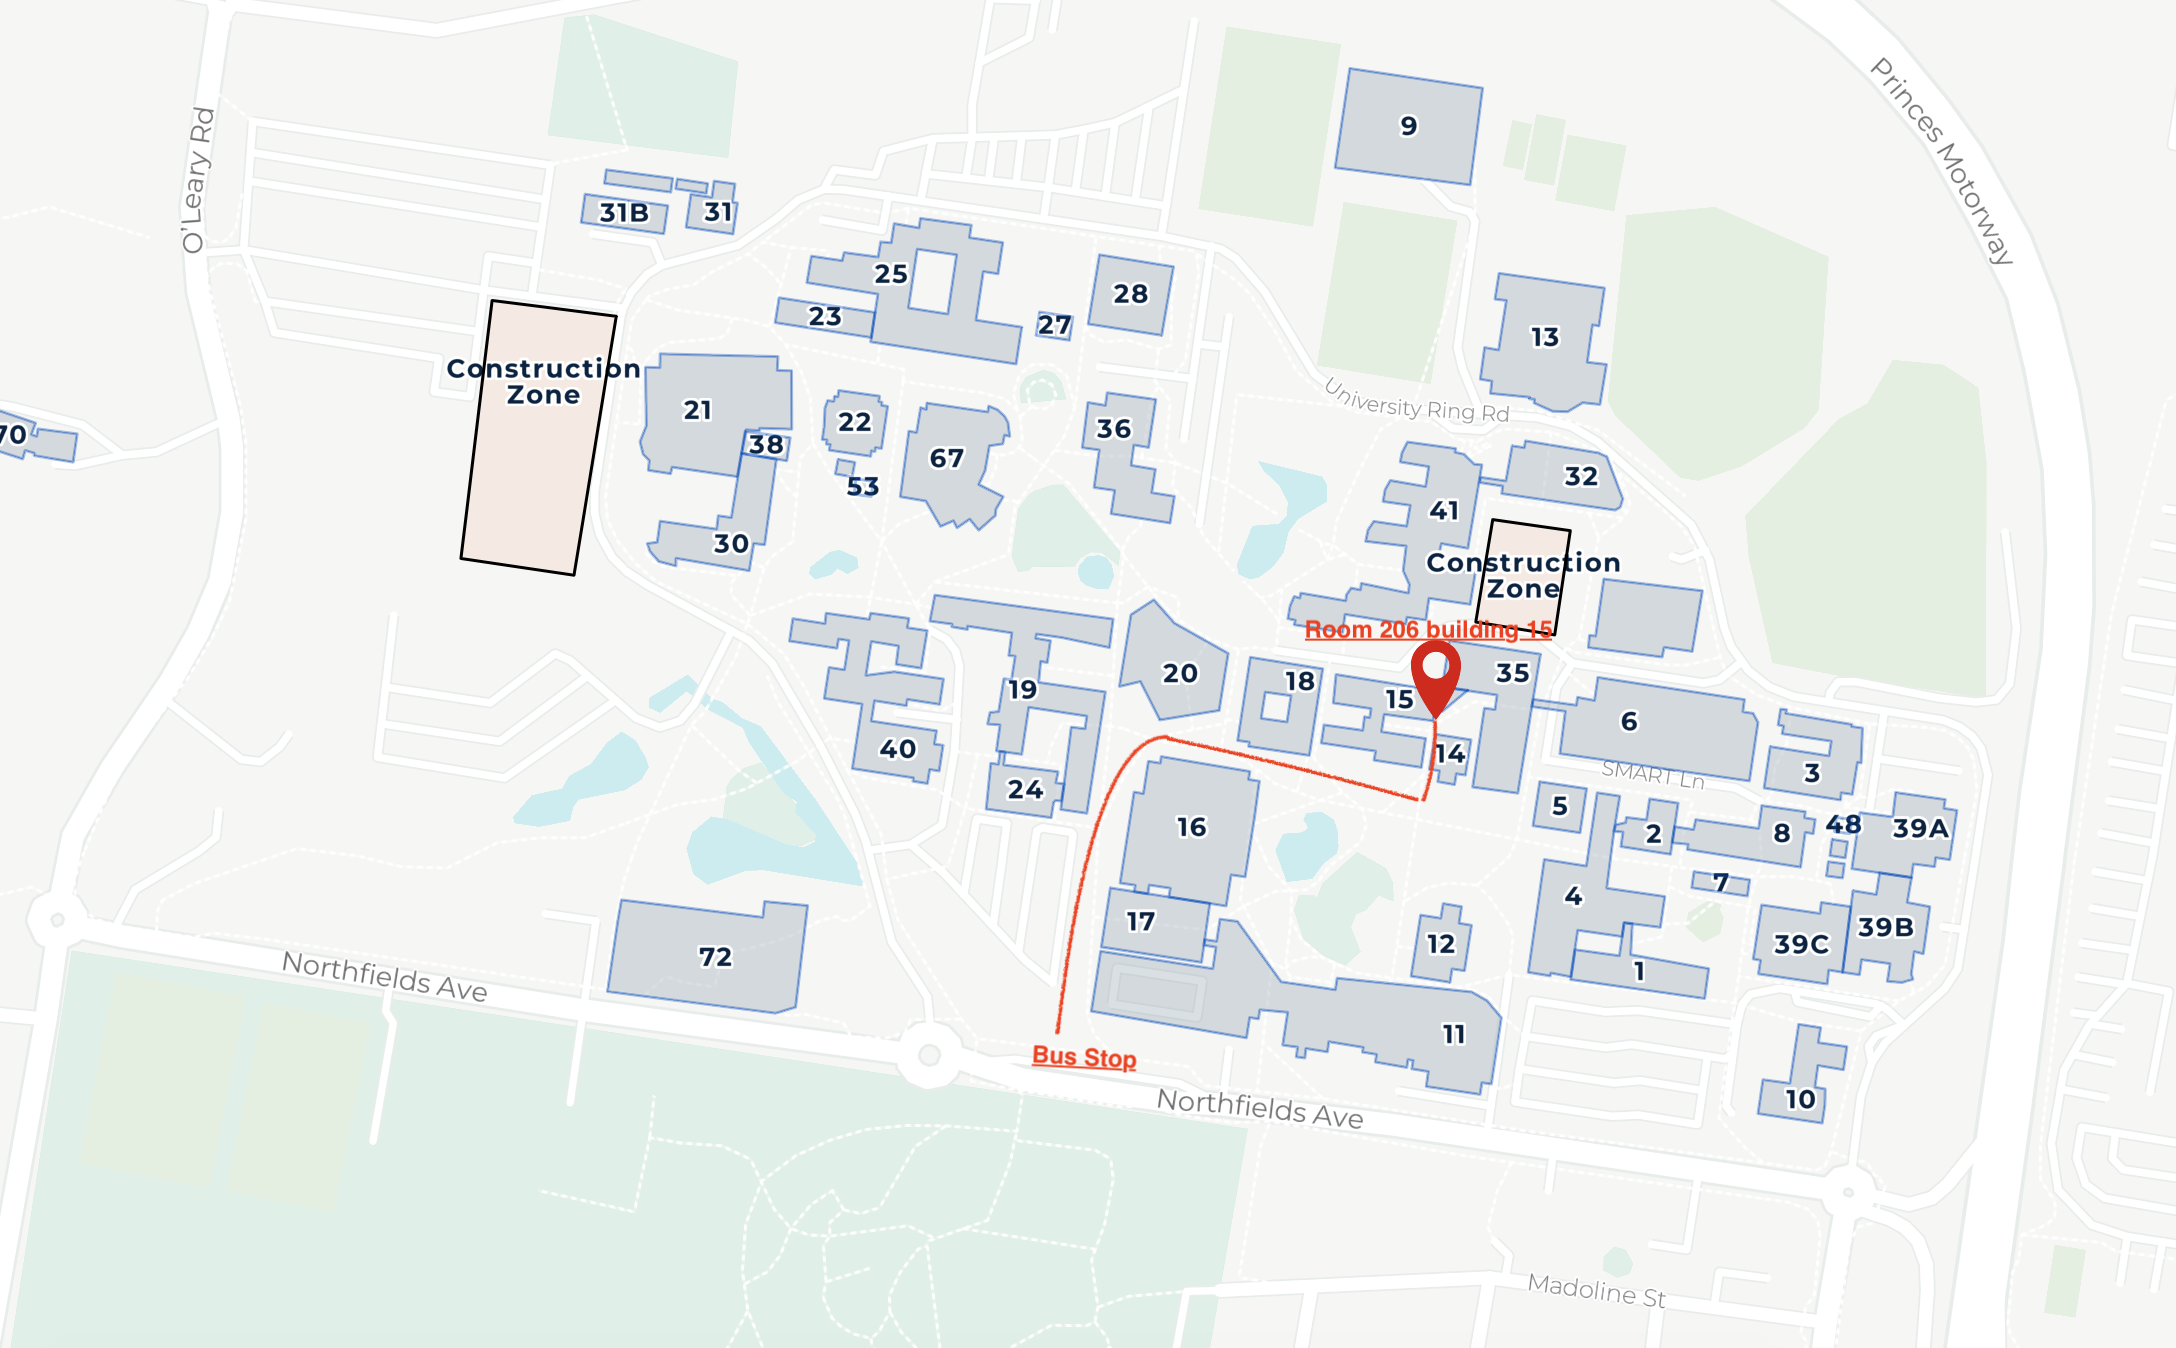 Princes Motorway
O'Leary Rd
9
31B
31
25
28
23
27
13
Construction
Zone
University Ring Rd
21
22
36
70
38
67
53
32
41
30
Construction
Zone
Room 206 building 15
20
18
35
19
15
6
40
14
3
SMART Ln
24
5
16
2
8
48
39A
7
4
17
12
39B
39C
72
1
Northfields Ave
11
Bus Stop
10
Northfields Ave
Madoline St